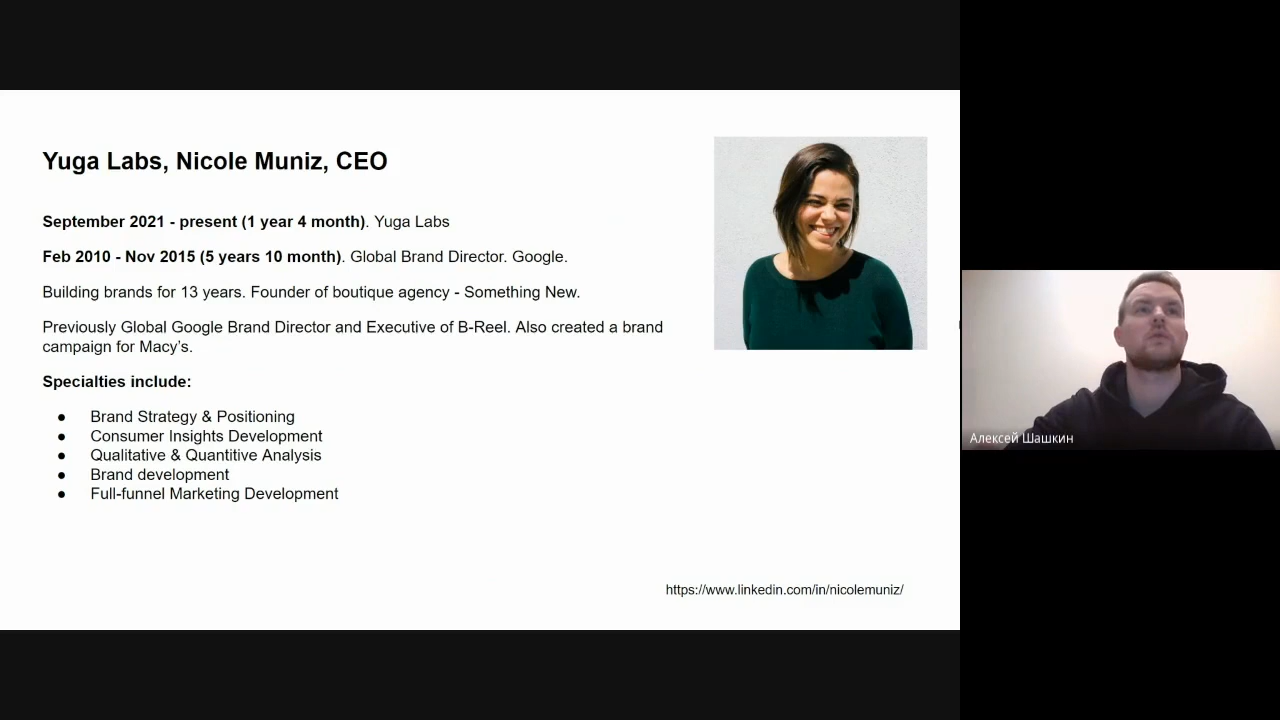 Yuga Labs, Nicole Muniz, CEO
September 2021 - present (1 year 4 month). Yuga Labs
Feb 2010 - Nov 2015 (5 years 10 month). Global Brand Director. Google.
Building brands for 13 years. Founder of boutique agency - Something New.
Previously Global Google Brand Director and Executive of B-Reel. Also created a brand
campaign for Macy's.
Specialties include:
● Brand Strategy & Positioning
● Consumer Insights Development
● Qualitative & Quantitive Analysis
● Brand development
● Full-funnel Marketing Development
https://www.linkedin.com/in/nicolemuniz/
Алексей Шашкин